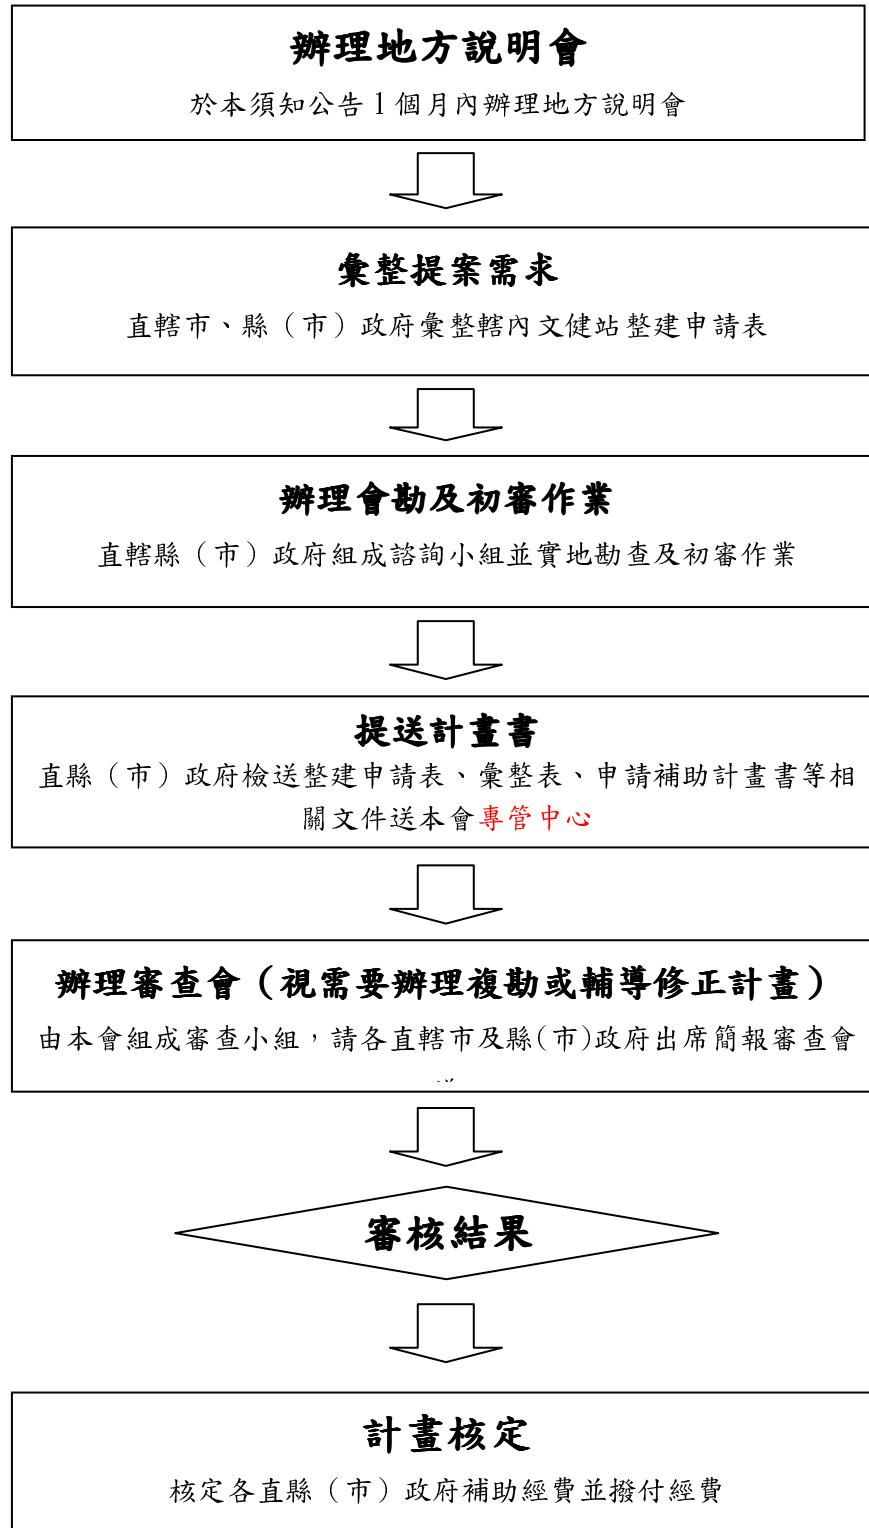 辦理地方說明會
於本須知公告1個月內辦理地方說明會
彙整提案需求
直轄市、縣（市）政府彙整轄內文健站整建申請表
辦理會勘及初審作業
直轄縣（市）政府組成諮詢小組並實地勘查及初審作業
提送計畫書
直縣（市）政府檢送整建申請表、彙整表、申請補助計畫書等相
關文件送本會專管中心
辦理審查會（視需要辦理複勘或輔導修正計畫）
由本會組成審查小組，請各直轄市及縣(市)政府出席簡報審查會
審核結果
計畫核定
核定各直縣（市）政府補助經費並撥付經費